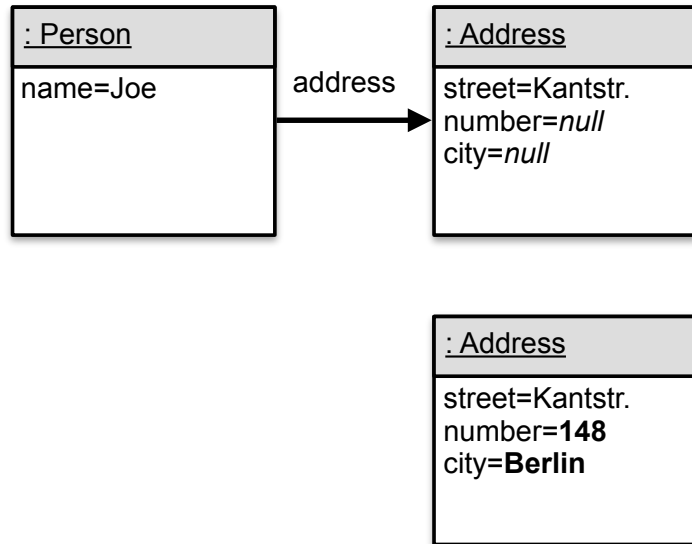 : Person
name=Joe
address
: Address
street=Kantstr.
number=null
city=null
: Address
street=Kantstr.
number=148
city=Berlin